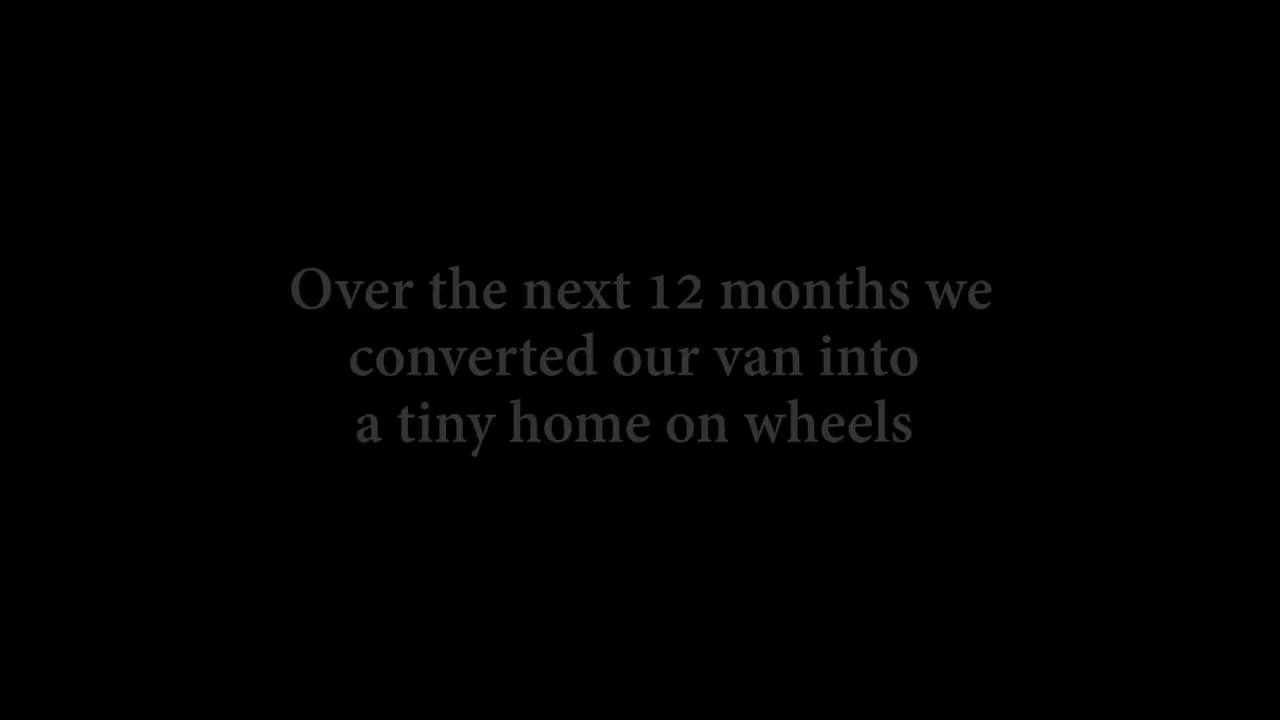 Over the next 12 months we
converted our van into
a tiny home on wheels